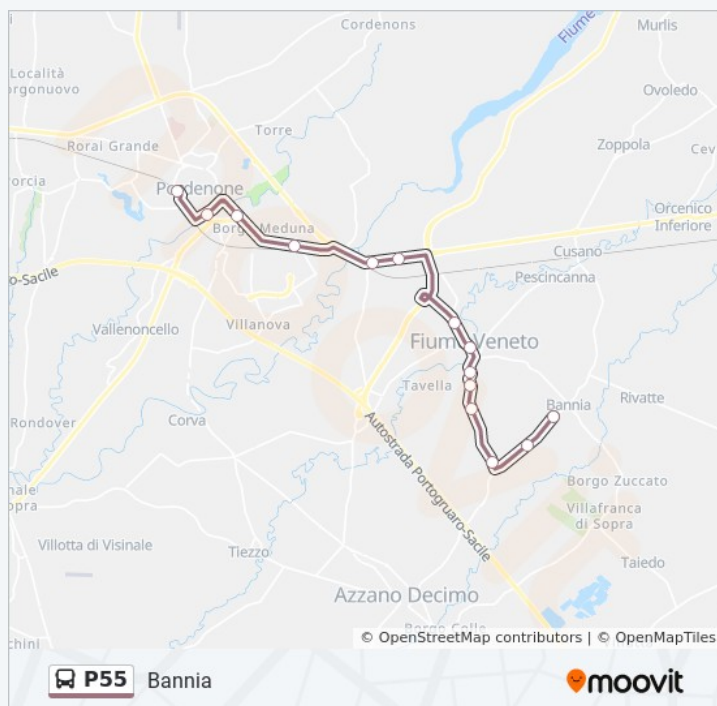 Cordenons
Murlis
Fiume
Località
orgonuovo
Ovoledo
Torre
Rorai Grande
Zoppola
Cev
orcia
Pordenone
Orcenico
Inferiore
Borgo Meduna
Cusano
o-Sacile
Pescincanna
Vallenoncello
Villanova
Fiume Veneto
Tavella
Rivatte
Bannia
Rondover
Corva
Autostrada Portogruaro-Sacile
Borgo Zuccato
nale
opra
Villafranca
di Sopra
Villotta di Visinale
Tiezzo
Taiedo
Azzano Decimo
chini
© OpenStreetMap contributors | © OpenMapTiles
P55 Bannia
moovit